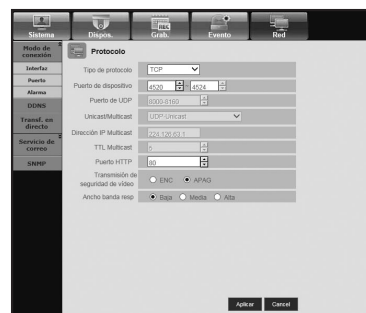 REC
Sistema Dispos. Grab. Evento Red
Modo de conexión
Interfaz
Puerto
Alarma
DDNS
Transf. en directo
Servicio de correo
SNMP
Protocolo
Tipo de protocolo TCP
Puerto de dispositivo 4520 ~ 4524
Puerto de UDP 8000-8160
Unicast/Multicast UDP-Unicast
Dirección IP Multicast 224.126.63.1
TTL Multicast 5
Puerto HTTP 80
Transmisión de seguridad de vídeo ENC APAG
Ancho banda resp Baja Media Alta
Aplicar Cancel